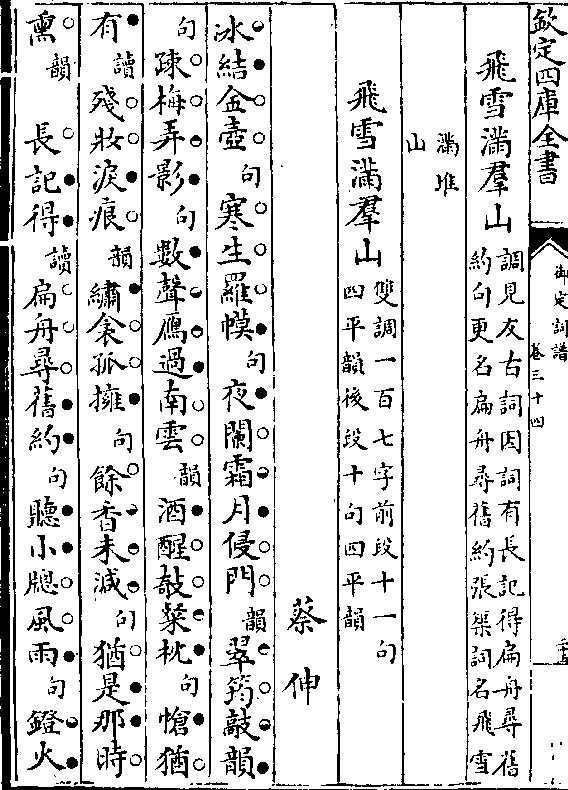 欽定四庫全書
御定詞譜
卷三十四
飛雪滿羣山
調見友古詞因詞有長記得扁舟尋舊
約句更名扁舟尋舊約張榘詞名飛雪
滿堆
山
飛雪滿羣山
雙調一百七字前段十一句
四平韻後段十句四平韻
蔡伸
冰結金壺句寒生羅幙句夜闌霜月侵門韻翠筠敲韻
句踈梅弄影句數聲鴈過南雲韻酒醒欹粲枕句愴猶
有讀殘妝淚痕韻繡衾孤擁句餘香未減句猶是那時
熏韻 長記得讀扁舟尋舊約句聽小牕風雨句鐙火